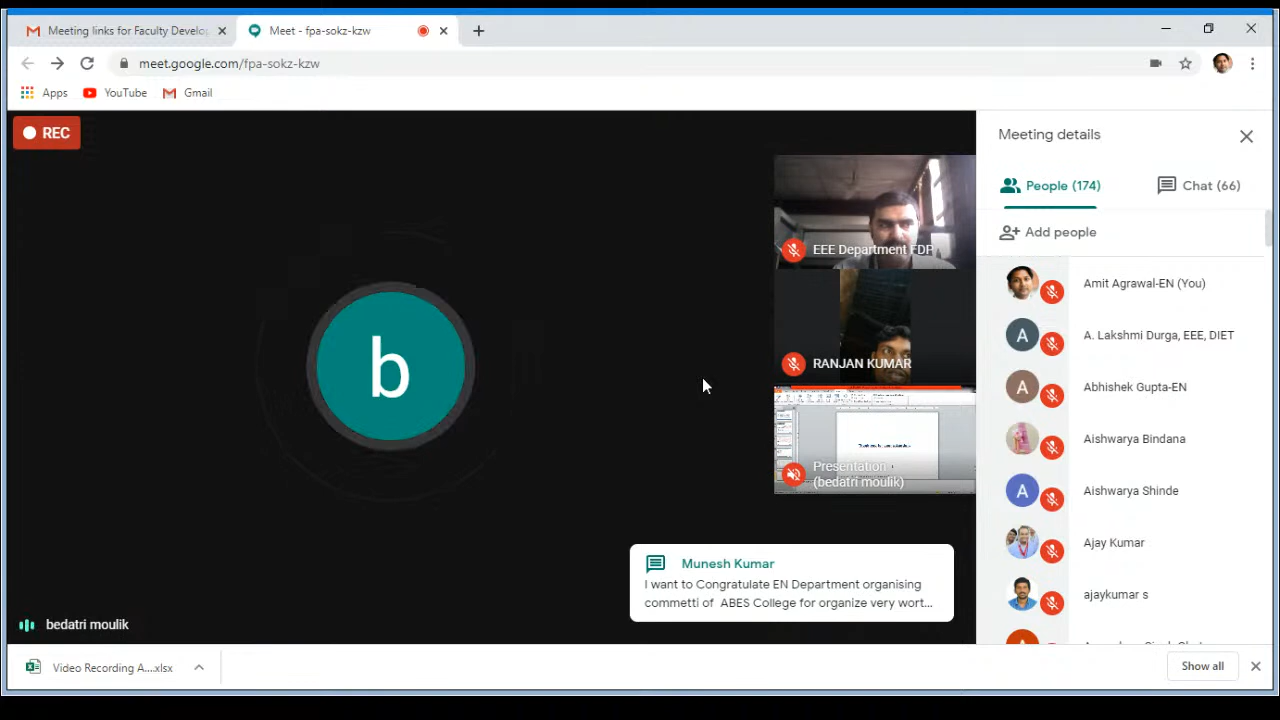 Meeting links for Faculty Develop
Meet - fpa-sokz-kzw
meet.google.com/fpa-sokz-kzw
Apps
YouTube
Gmail
REC
b
bedatri moulik
EEE Department FDP
RANJAN KUMAR
Presentation
(bedatri moulik)
Munesh Kumar
I want to Congratulate EN Department organising
commetti of ABES College for organize very wort...
Meeting details
People (174)
Chat (66)
Add people
Amit Agrawal-EN (You)
A
A. Lakshmi Durga, EEE, DIET
A
Abhishek Gupta-EN
Aishwarya Bindana
A
Aishwarya Shinde
Ajay Kumar
ajaykumar s
Video Recording A....xlsx
Show all